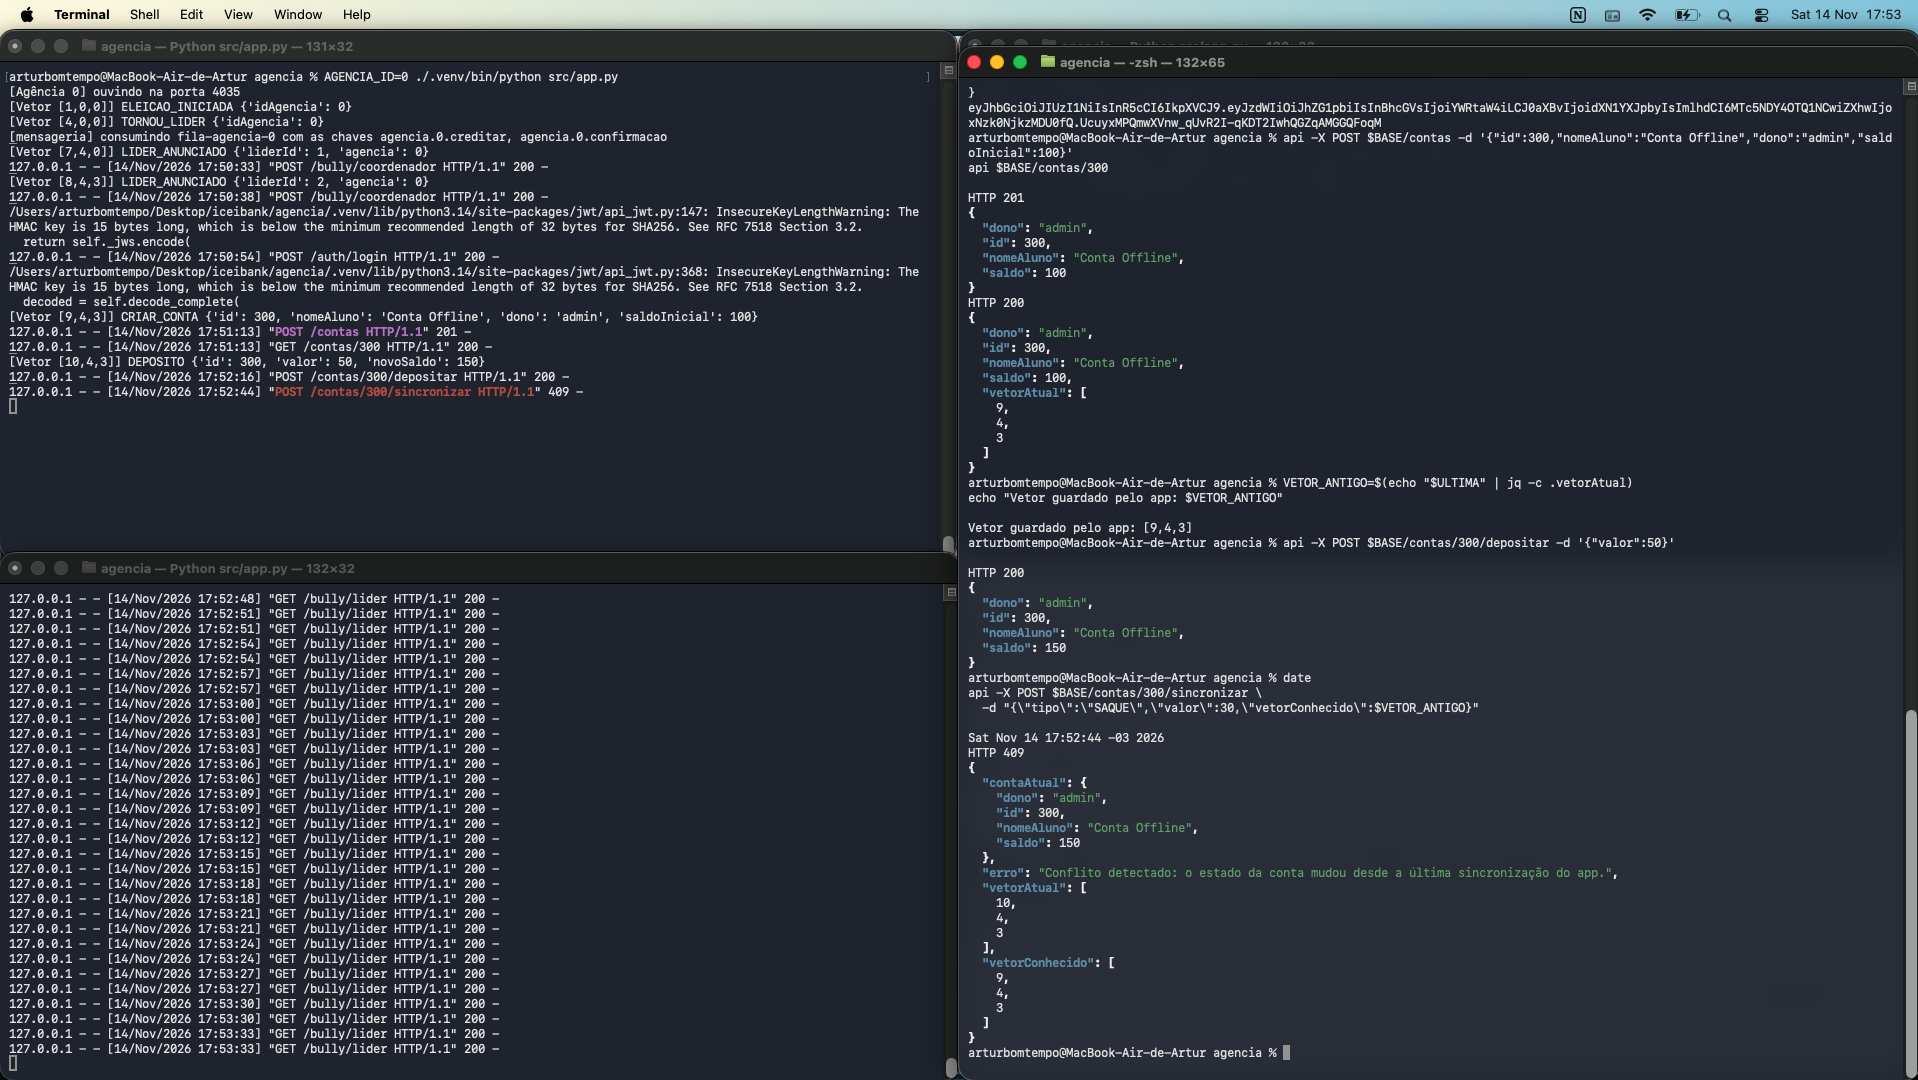 Terminal Shell Edit View Window Help Sat 14 Nov 17:53
agencia — Python src/app.py — 131×32
[arturbomtempo@MacBook-Air-de-Artur agencia % AGENCIA_ID=0 ./.venv/bin/python src/app.py ]
[Agência 0] ouvindo na porta 4035
[Vetor [1,0,0]] ELEICAO_INICIADA {'idAgencia': 0}
[Vetor [4,0,0]] TORNOU_LIDER {'idAgencia': 0}
[mensageria] consumindo fila-agencia-0 com as chaves agencia.0.creditar, agencia.0.confirmacao
[Vetor [7,4,0]] LIDER_ANUNCIADO {'liderId': 1, 'agencia': 0}
127.0.0.1 - - [14/Nov/2026 17:50:33] "POST /bully/coordenador HTTP/1.1" 200 -
[Vetor [8,4,3]] LIDER_ANUNCIADO {'liderId': 2, 'agencia': 0}
127.0.0.1 - - [14/Nov/2026 17:50:38] "POST /bully/coordenador HTTP/1.1" 200 -
/Users/arturbomtempo/Desktop/iceibank/agencia/.venv/lib/python3.14/site-packages/jwt/api_jwt.py:147: InsecureKeyLengthWarning: The
HMAC key is 15 bytes long, which is below the minimum recommended length of 32 bytes for SHA256. See RFC 7518 Section 3.2.
return self._jws.encode(
127.0.0.1 - - [14/Nov/2026 17:50:54] "POST /auth/login HTTP/1.1" 200 -
/Users/arturbomtempo/Desktop/iceibank/agencia/.venv/lib/python3.14/site-packages/jwt/api_jwt.py:368: InsecureKeyLengthWarning: The
HMAC key is 15 bytes long, which is below the minimum recommended length of 32 bytes for SHA256. See RFC 7518 Section 3.2.
decoded = self.decode_complete(
[Vetor [9,4,3]] CRIAR_CONTA {'id': 300, 'nomeAluno': 'Conta Offline', 'dono': 'admin', 'saldoInicial': 100}
127.0.0.1 - - [14/Nov/2026 17:51:13] "POST /contas HTTP/1.1" 201 -
127.0.0.1 - - [14/Nov/2026 17:51:13] "GET /contas/300 HTTP/1.1" 200 -
[Vetor [10,4,3]] DEPOSITO {'id': 300, 'valor': 50, 'novoSaldo': 150}
127.0.0.1 - - [14/Nov/2026 17:52:16] "POST /contas/300/depositar HTTP/1.1" 200 -
127.0.0.1 - - [14/Nov/2026 17:52:44] "POST /contas/300/sincronizar HTTP/1.1" 409 -
agencia — Python src/app.py — 132×32
127.0.0.1 - - [14/Nov/2026 17:52:48] "GET /bully/lider HTTP/1.1" 200 -
127.0.0.1 - - [14/Nov/2026 17:52:51] "GET /bully/lider HTTP/1.1" 200 -
127.0.0.1 - - [14/Nov/2026 17:52:51] "GET /bully/lider HTTP/1.1" 200 -
127.0.0.1 - - [14/Nov/2026 17:52:54] "GET /bully/lider HTTP/1.1" 200 -
127.0.0.1 - - [14/Nov/2026 17:52:54] "GET /bully/lider HTTP/1.1" 200 -
127.0.0.1 - - [14/Nov/2026 17:52:57] "GET /bully/lider HTTP/1.1" 200 -
127.0.0.1 - - [14/Nov/2026 17:52:57] "GET /bully/lider HTTP/1.1" 200 -
127.0.0.1 - - [14/Nov/2026 17:53:00] "GET /bully/lider HTTP/1.1" 200 -
127.0.0.1 - - [14/Nov/2026 17:53:00] "GET /bully/lider HTTP/1.1" 200 -
127.0.0.1 - - [14/Nov/2026 17:53:03] "GET /bully/lider HTTP/1.1" 200 -
127.0.0.1 - - [14/Nov/2026 17:53:03] "GET /bully/lider HTTP/1.1" 200 -
127.0.0.1 - - [14/Nov/2026 17:53:06] "GET /bully/lider HTTP/1.1" 200 -
127.0.0.1 - - [14/Nov/2026 17:53:06] "GET /bully/lider HTTP/1.1" 200 -
127.0.0.1 - - [14/Nov/2026 17:53:09] "GET /bully/lider HTTP/1.1" 200 -
127.0.0.1 - - [14/Nov/2026 17:53:09] "GET /bully/lider HTTP/1.1" 200 -
127.0.0.1 - - [14/Nov/2026 17:53:12] "GET /bully/lider HTTP/1.1" 200 -
127.0.0.1 - - [14/Nov/2026 17:53:12] "GET /bully/lider HTTP/1.1" 200 -
127.0.0.1 - - [14/Nov/2026 17:53:15] "GET /bully/lider HTTP/1.1" 200 -
127.0.0.1 - - [14/Nov/2026 17:53:15] "GET /bully/lider HTTP/1.1" 200 -
127.0.0.1 - - [14/Nov/2026 17:53:18] "GET /bully/lider HTTP/1.1" 200 -
127.0.0.1 - - [14/Nov/2026 17:53:18] "GET /bully/lider HTTP/1.1" 200 -
127.0.0.1 - - [14/Nov/2026 17:53:21] "GET /bully/lider HTTP/1.1" 200 -
127.0.0.1 - - [14/Nov/2026 17:53:21] "GET /bully/lider HTTP/1.1" 200 -
127.0.0.1 - - [14/Nov/2026 17:53:24] "GET /bully/lider HTTP/1.1" 200 -
127.0.0.1 - - [14/Nov/2026 17:53:24] "GET /bully/lider HTTP/1.1" 200 -
127.0.0.1 - - [14/Nov/2026 17:53:27] "GET /bully/lider HTTP/1.1" 200 -
127.0.0.1 - - [14/Nov/2026 17:53:27] "GET /bully/lider HTTP/1.1" 200 -
127.0.0.1 - - [14/Nov/2026 17:53:30] "GET /bully/lider HTTP/1.1" 200 -
127.0.0.1 - - [14/Nov/2026 17:53:30] "GET /bully/lider HTTP/1.1" 200 -
127.0.0.1 - - [14/Nov/2026 17:53:33] "GET /bully/lider HTTP/1.1" 200 -
127.0.0.1 - - [14/Nov/2026 17:53:33] "GET /bully/lider HTTP/1.1" 200 -
agencia — -zsh — 132×65
}
eyJhbGciOiJIUzI1NiIsInR5cCI6IkpXVCJ9.eyJzdWIiOiJhZG1pbiIsInBhcGVsIjoiYWRtaW4iLCJ0aXBvIjoidXN1YXJpbyIsImlhdCI6MTc5NDY4OTQ1NCwiZXhwIjo
xNzk0NjkzMDU0fQ.UcuyxMPQmwXVnw_qUvR2I-qKDT2IwhQGZqAMGGQFoqM
arturbomtempo@MacBook-Air-de-Artur agencia % api -X POST $BASE/contas -d '{"id":300,"nomeAluno":"Conta Offline","dono":"admin","sald
oInicial":100}'
api $BASE/contas/300
HTTP 201
{
"dono": "admin",
"id": 300,
"nomeAluno": "Conta Offline",
"saldo": 100
}
HTTP 200
{
"dono": "admin",
"id": 300,
"nomeAluno": "Conta Offline",
"saldo": 100,
"vetorAtual": [
9,
4,
3
]
}
arturbomtempo@MacBook-Air-de-Artur agencia % VETOR_ANTIGO=$(echo "$ULTIMA" | jq -c .vetorAtual)
echo "Vetor guardado pelo app: $VETOR_ANTIGO"
Vetor guardado pelo app: [9,4,3]
arturbomtempo@MacBook-Air-de-Artur agencia % api -X POST $BASE/contas/300/depositar -d '{"valor":50}'
HTTP 200
{
"dono": "admin",
"id": 300,
"nomeAluno": "Conta Offline",
"saldo": 150
}
arturbomtempo@MacBook-Air-de-Artur agencia % date
api -X POST $BASE/contas/300/sincronizar \
-d "{\"tipo\":\"SAQUE\",\"valor\":30,\"vetorConhecido\":$VETOR_ANTIGO}"
Sat Nov 14 17:52:44 -03 2026
HTTP 409
{
"contaAtual": {
"dono": "admin",
"id": 300,
"nomeAluno": "Conta Offline",
"saldo": 150
},
"erro": "Conflito detectado: o estado da conta mudou desde a última sincronização do app.",
"vetorAtual": [
10,
4,
3
],
"vetorConhecido": [
9,
4,
3
]
}
arturbomtempo@MacBook-Air-de-Artur agencia %